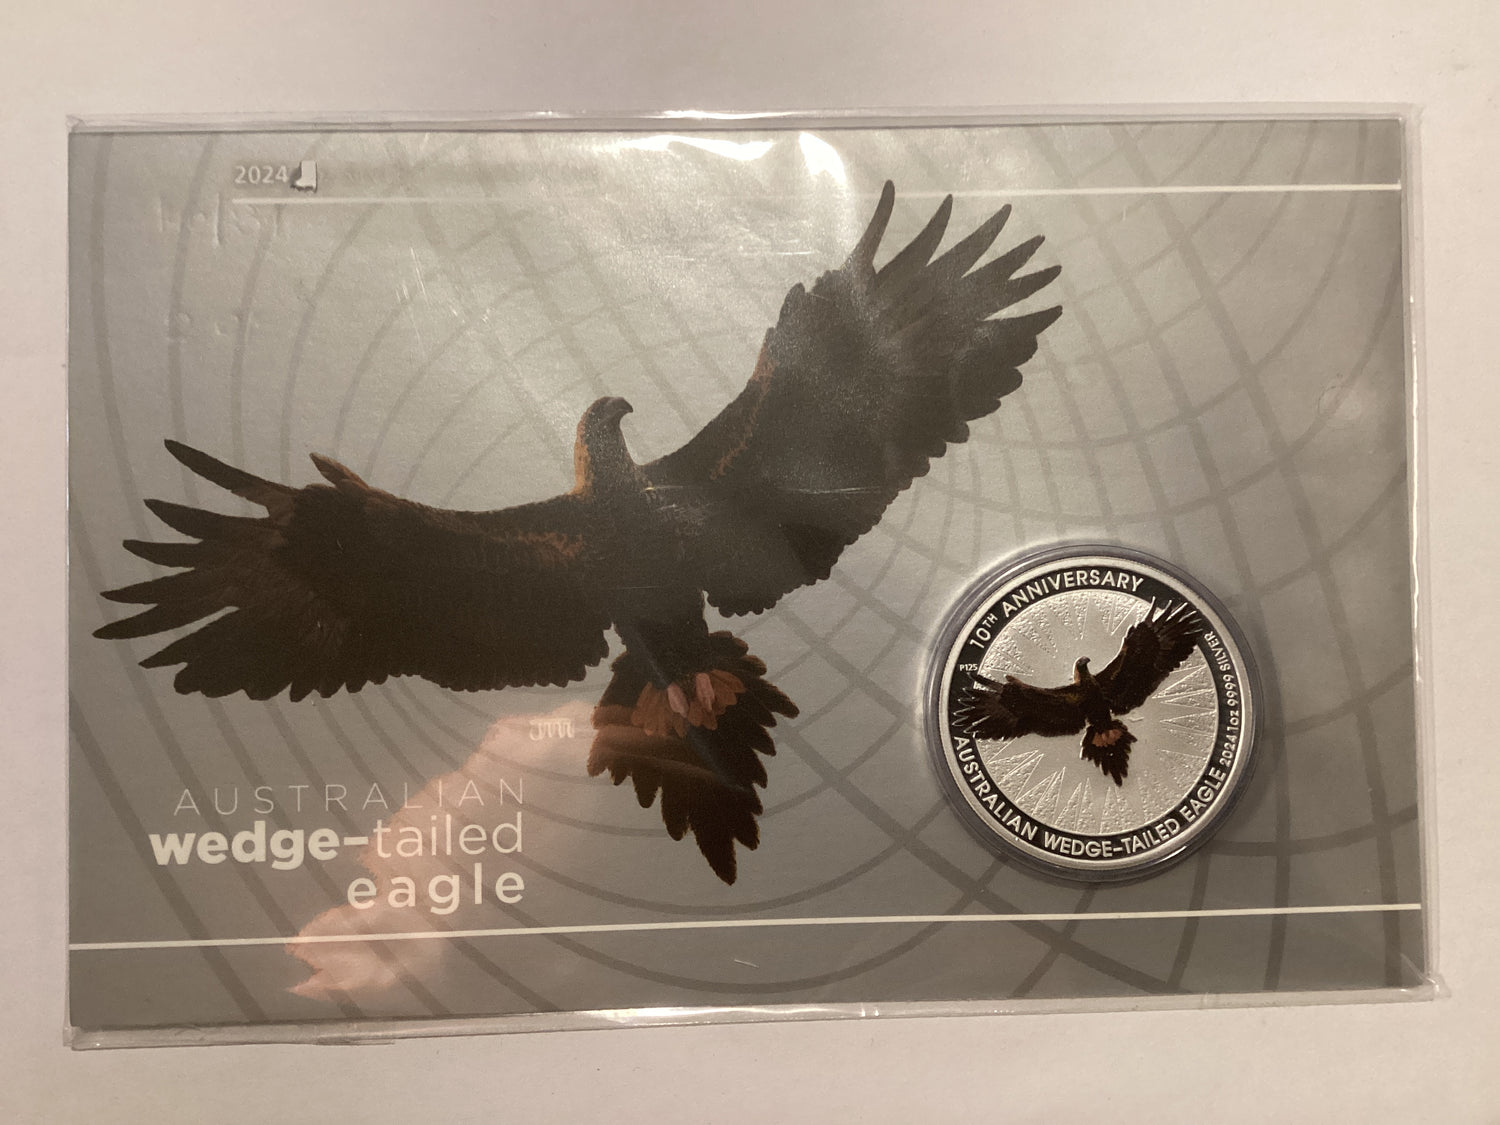 2024
AUSTRALIAN
wedge-tailed
eagle
10TH ANNIVERSARY
P125
AUSTRALIAN WEDGE-TAILED EAGLE 2024 1oz 9999 SILVER